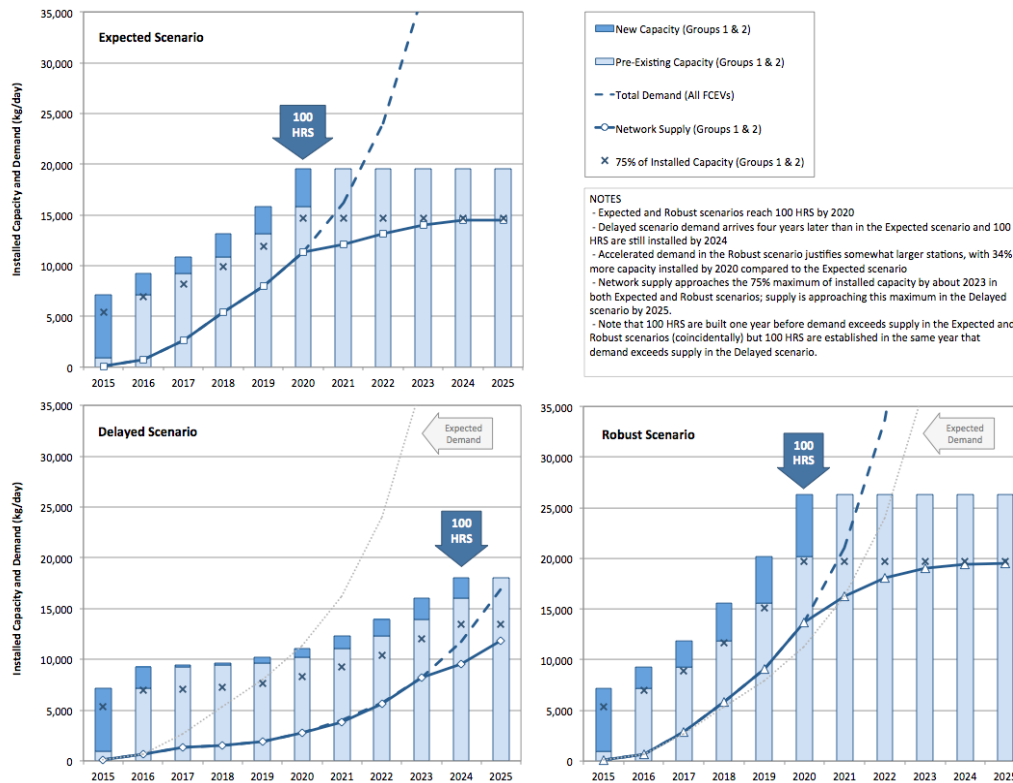 Expected Scenario
Installed Capacity and Demand (kg/day)
35,000
30,000
25,000
20,000
15,000
10,000
5,000
0
100
HRS
2015 2016 2017 2018 2019 2020 2021 2022 2023 2024 2025
New Capacity (Groups 1 & 2)
Pre-Existing Capacity (Groups 1 & 2)
Total Demand (All FCEVs)
Network Supply (Groups 1 & 2)
75% of Installed Capacity (Groups 1 & 2)
NOTES
- Expected and Robust scenarios reach 100 HRS by 2020
- Delayed scenario demand arrives four years later than in the Expected scenario and 100
HRS are still installed by 2024
- Accelerated demand in the Robust scenario justifies somewhat larger stations, with 34%
more capacity installed by 2020 compared to the Expected scenario
- Network supply approaches the 75% maximum of installed capacity by about 2023 in
both Expected and Robust scenarios; supply is approaching this maximum in the Delayed
scenario by 2025.
- Note that 100 HRS are built one year before demand exceeds supply in the Expected and
Robust scenarios (coincidentally) but 100 HRS are established in the same year that
demand exceeds supply in the Delayed scenario.
Delayed Scenario
Installed Capacity and Demand (kg/day)
35,000
30,000
25,000
20,000
15,000
10,000
5,000
0
Expected
Demand
100
HRS
2015 2016 2017 2018 2019 2020 2021 2022 2023 2024 2025
Robust Scenario
35,000
30,000
25,000
20,000
15,000
10,000
5,000
0
100
HRS
Expected
Demand
2015 2016 2017 2018 2019 2020 2021 2022 2023 2024 2025